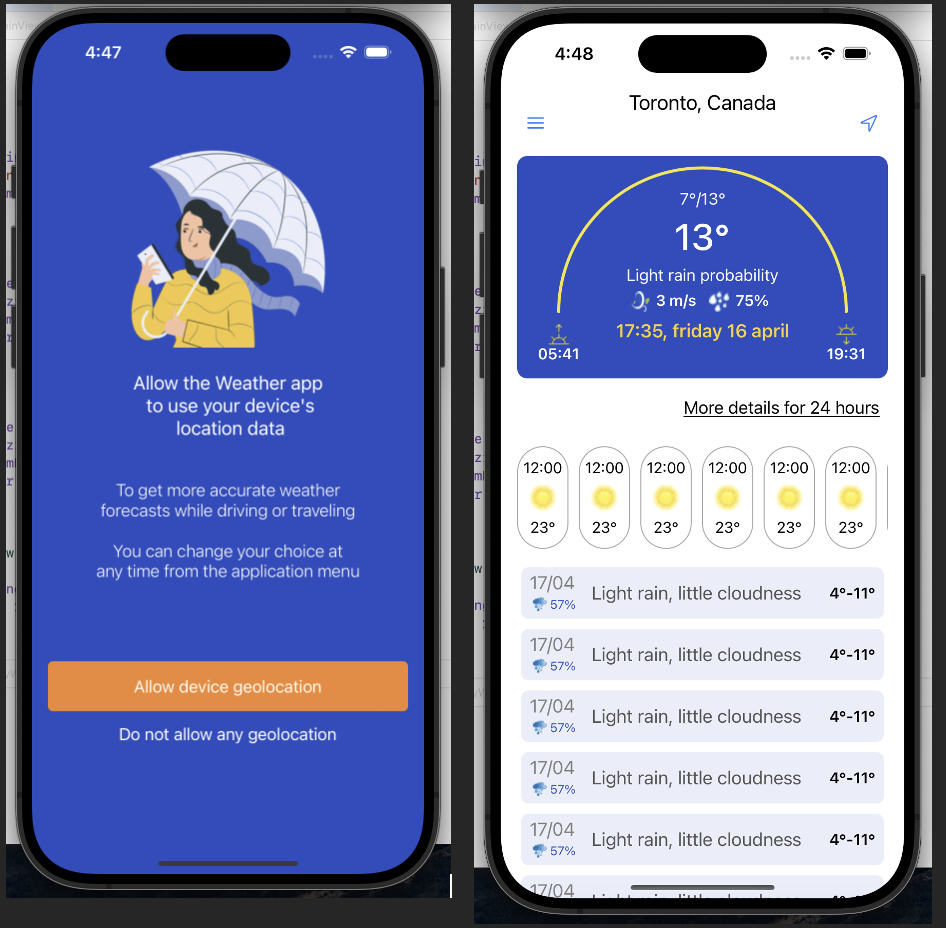 4:47
Allow the Weather app
to use your device's
location data
To get more accurate weather
forecasts while driving or traveling
You can change your choice at
any time from the application menu
Allow device geolocation
Do not allow any geolocation
4:48
Toronto, Canada
7°/13°
13°
Light rain probability
3 m/s 75%
17:35, friday 16 april
05:41
19:31
More details for 24 hours
12:00 12:00 12:00 12:00 12:00 12:00
23° 23° 23° 23° 23° 23°
17/04
57%
Light rain, little cloudness
4°-11°
17/04
57%
Light rain, little cloudness
4°-11°
17/04
57%
Light rain, little cloudness
4°-11°
17/04
57%
Light rain, little cloudness
4°-11°
17/04
57%
Light rain, little cloudness
4°-11°
17/04